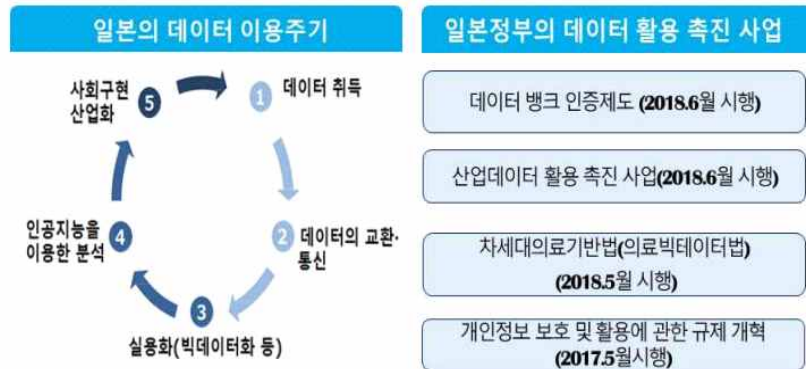 일본의 데이터 이용주기
1 데이터 취득
2 데이터의 교환·
통신
3
실용화(빅데이터화 등)
4 인공지능을
이용한 분석
5 사회구현
산업화
일본정부의 데이터 활용 촉진 사업
데이터 뱅크 인증제도 (2018.6월 시행)
산업데이터 활용 촉진 사업(2018.6월 시행)
차세대의료기반법(의료빅테이터법)
(2018.5월 시행)
개인정보 보호 및 활용에 관한 규제 개혁
(2017.5월시행)